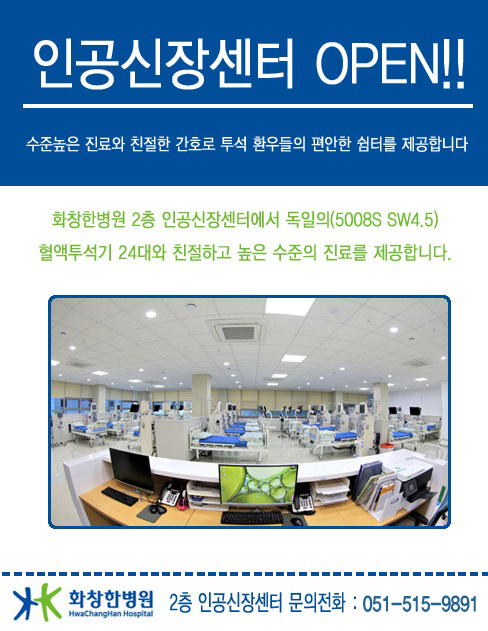 인공신장센터 OPEN!!
수준높은 진료와 친절한 간호로 투석 환우들의 편안한 쉼터를 제공합니다
화창한병원 2층 인공신장센터에서 독일의(5008S SW4.5)
혈액투석기 24대와 친절하고 높은 수준의 진료를 제공합니다.
화창한병원
HwaChangHan Hospital
2층 인공신장센터 문의전화 : 051-515-9891